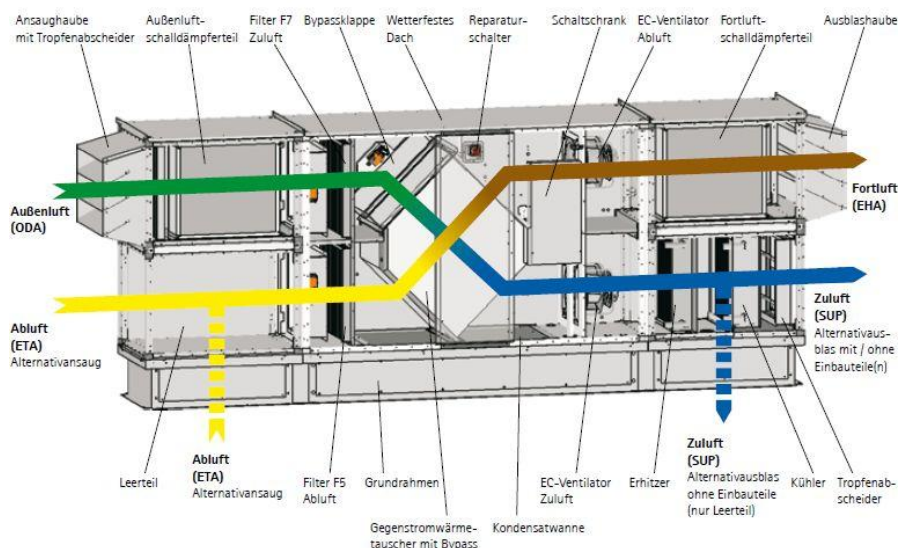 Ansaughaube
mit Tropfenabscheider
Außenluft-
schalldämpferteil
Filter F7
Zuluft
Bypassklappe
Wetterfestes
Dach
Reparatur-
schalter
Schaltschrank
EC-Ventilator
Abluft
Fortluft-
schalldämpferteil
Ausblashaube
Außenluft
(ODA)
Fortluft
(EHA)
Abluft
(ETA)
Alternativansaug
Zuluft
(SUP)
Alternativaus-
blas mit / ohne
Einbauteile(n)
Leerteil
Abluft
(ETA)
Alternativansaug
Filter F5
Abluft
Grundrahmen
Gegenstromwärme-
tauscher mit Bypass
Kondensatwanne
EC-Ventilator
Zuluft
Erhitzer
Zuluft
(SUP)
Alternativausblas
ohne Einbauteile
(nur Leerteil)
Kühler
Tropfenab-
scheider